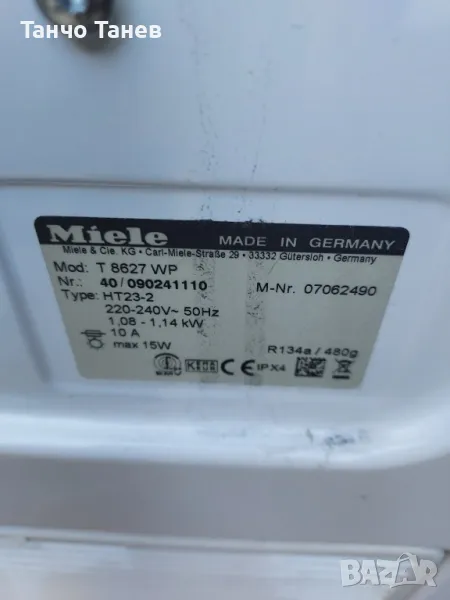 Танчо Танев
Miele MADE IN GERMANY
Miele & Cie. KG • Carl-Miele-Straße 29 • 33332 Gütersloh • Germany
Mod: T 8627 WP
Nr.: 40/090241110 M-Nr. 07062490
Type: HT23-2
220-240V~ 50Hz
1,08 - 1,14 kW
10 A
max 15W R134a / 480g
CE IPX4
BAZAR